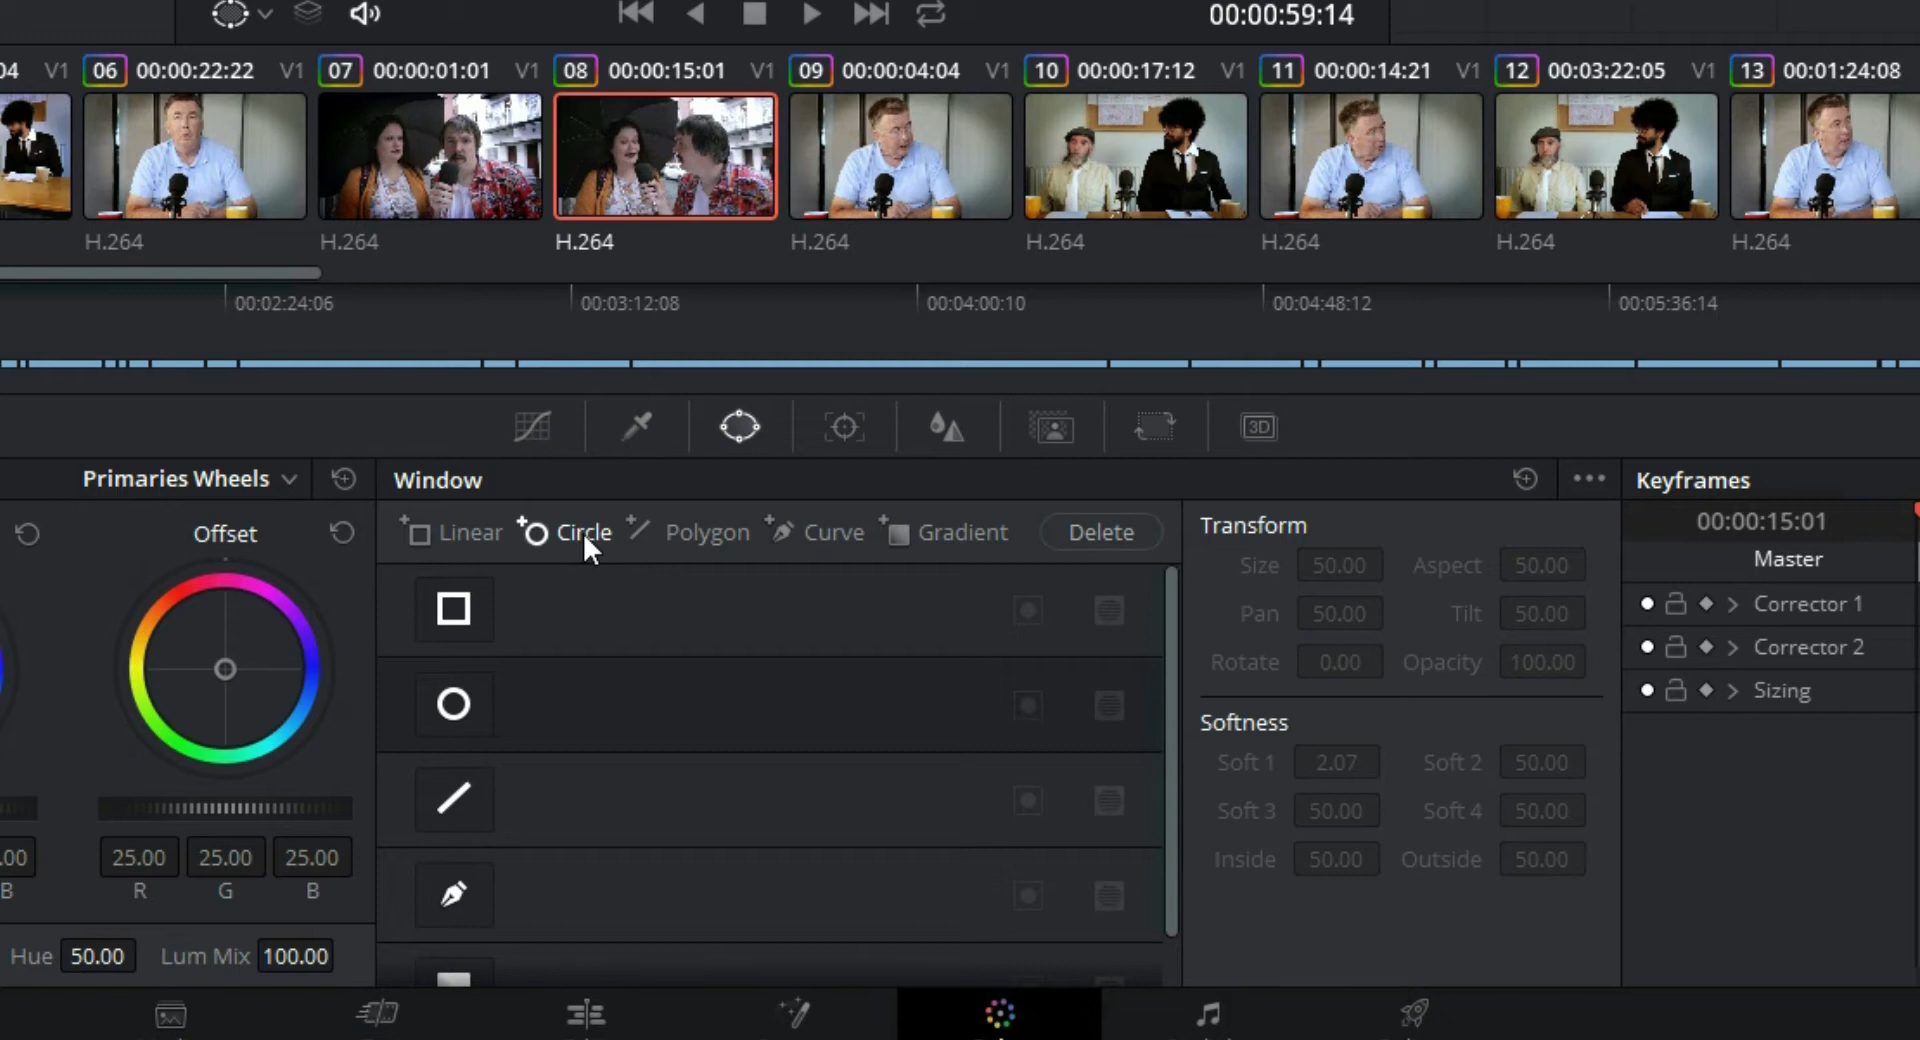 00:00:59:14
04 V1 06 00:00:22:22 V1 07 00:00:01:01 V1 08 00:00:15:01 V1 09 00:00:04:04 V1 10 00:00:17:12 V1 11 00:00:14:21 V1 12 00:03:22:05 V1 13 00:01:24:08
H.264 H.264 H.264 H.264 H.264 H.264 H.264 H.264
00:02:24:06 00:03:12:08 00:04:00:10 00:04:48:12 00:05:36:14
3D
Primaries Wheels Window Keyframes
Offset Linear Circle Polygon Curve Gradient Delete Transform 00:00:15:01
Size 50.00 Aspect 50.00 Master
Pan 50.00 Tilt 50.00 Corrector 1
Rotate 0.00 Opacity 100.00 Corrector 2
Sizing
Softness
Soft 1 2.07 Soft 2 50.00
Soft 3 50.00 Soft 4 50.00
.00 25.00 25.00 25.00 Inside 50.00 Outside 50.00
B R G B
Hue 50.00 Lum Mix 100.00